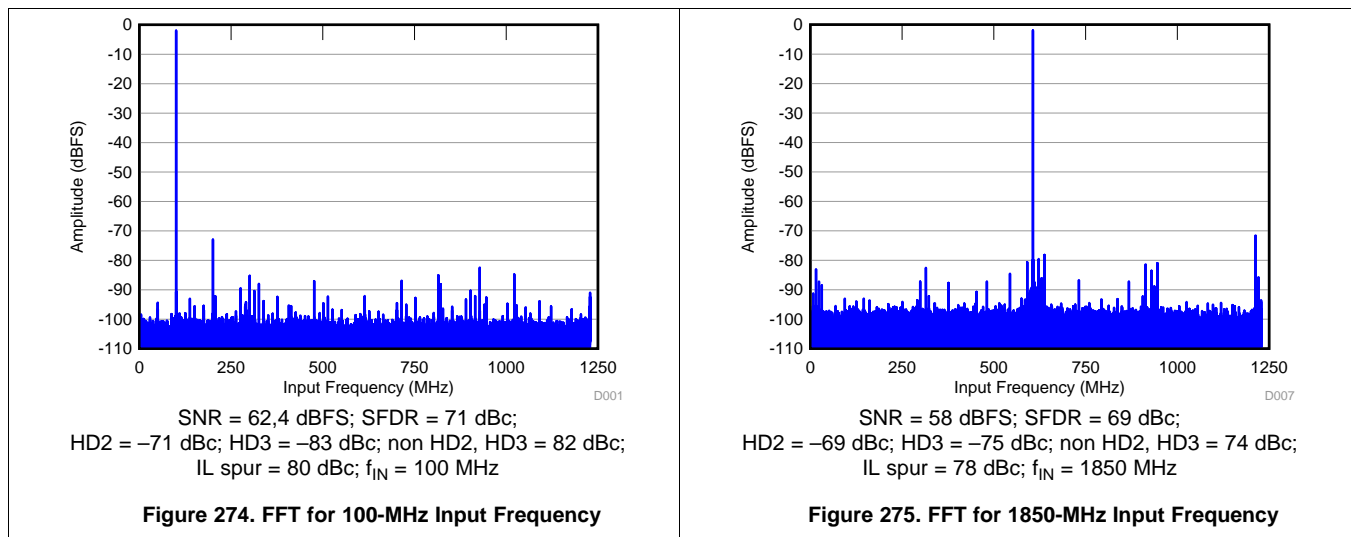 0
-10
-20
-30
-40
-50
-60
-70
-80
-90
-100
-110
Amplitude (dBFS)
0 250 500 750 1000 1250
Input Frequency (MHz)
D001
SNR = 62,4 dBFS; SFDR = 71 dBc;
HD2 = –71 dBc; HD3 = –83 dBc; non HD2, HD3 = 82 dBc;
IL spur = 80 dBc; fIN = 100 MHz
Figure 274. FFT for 100-MHz Input Frequency
0
-10
-20
-30
-40
-50
-60
-70
-80
-90
-100
-110
Amplitude (dBFS)
0 250 500 750 1000 1250
Input Frequency (MHz)
D007
SNR = 58 dBFS; SFDR = 69 dBc;
HD2 = –69 dBc; HD3 = –75 dBc; non HD2, HD3 = 74 dBc;
IL spur = 78 dBc; fIN = 1850 MHz
Figure 275. FFT for 1850-MHz Input Frequency